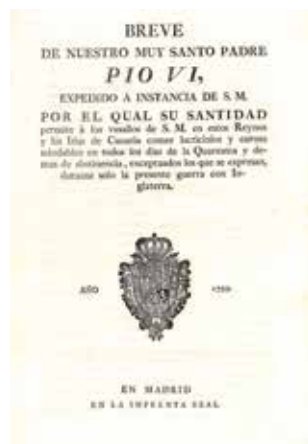 BREVE
DE NUESTRO MUY SANTO PADRE
PIO VI,
EXPEDIDO A INSTANCIA DE S. M.
POR EL QUAL SU SANTIDAD
permite á los vasallos de S. M. en estos Reynos
y las Islas de Canaria comer lacticinios y carnes
saludables en todos los dias de la Quaresma y de-
mas de abstinencia, exceptuados los que se expresan,
durante solo la presente guerra con In-
glaterra.
AÑO
EN MADRID
EN LA IMPRENTA REAL